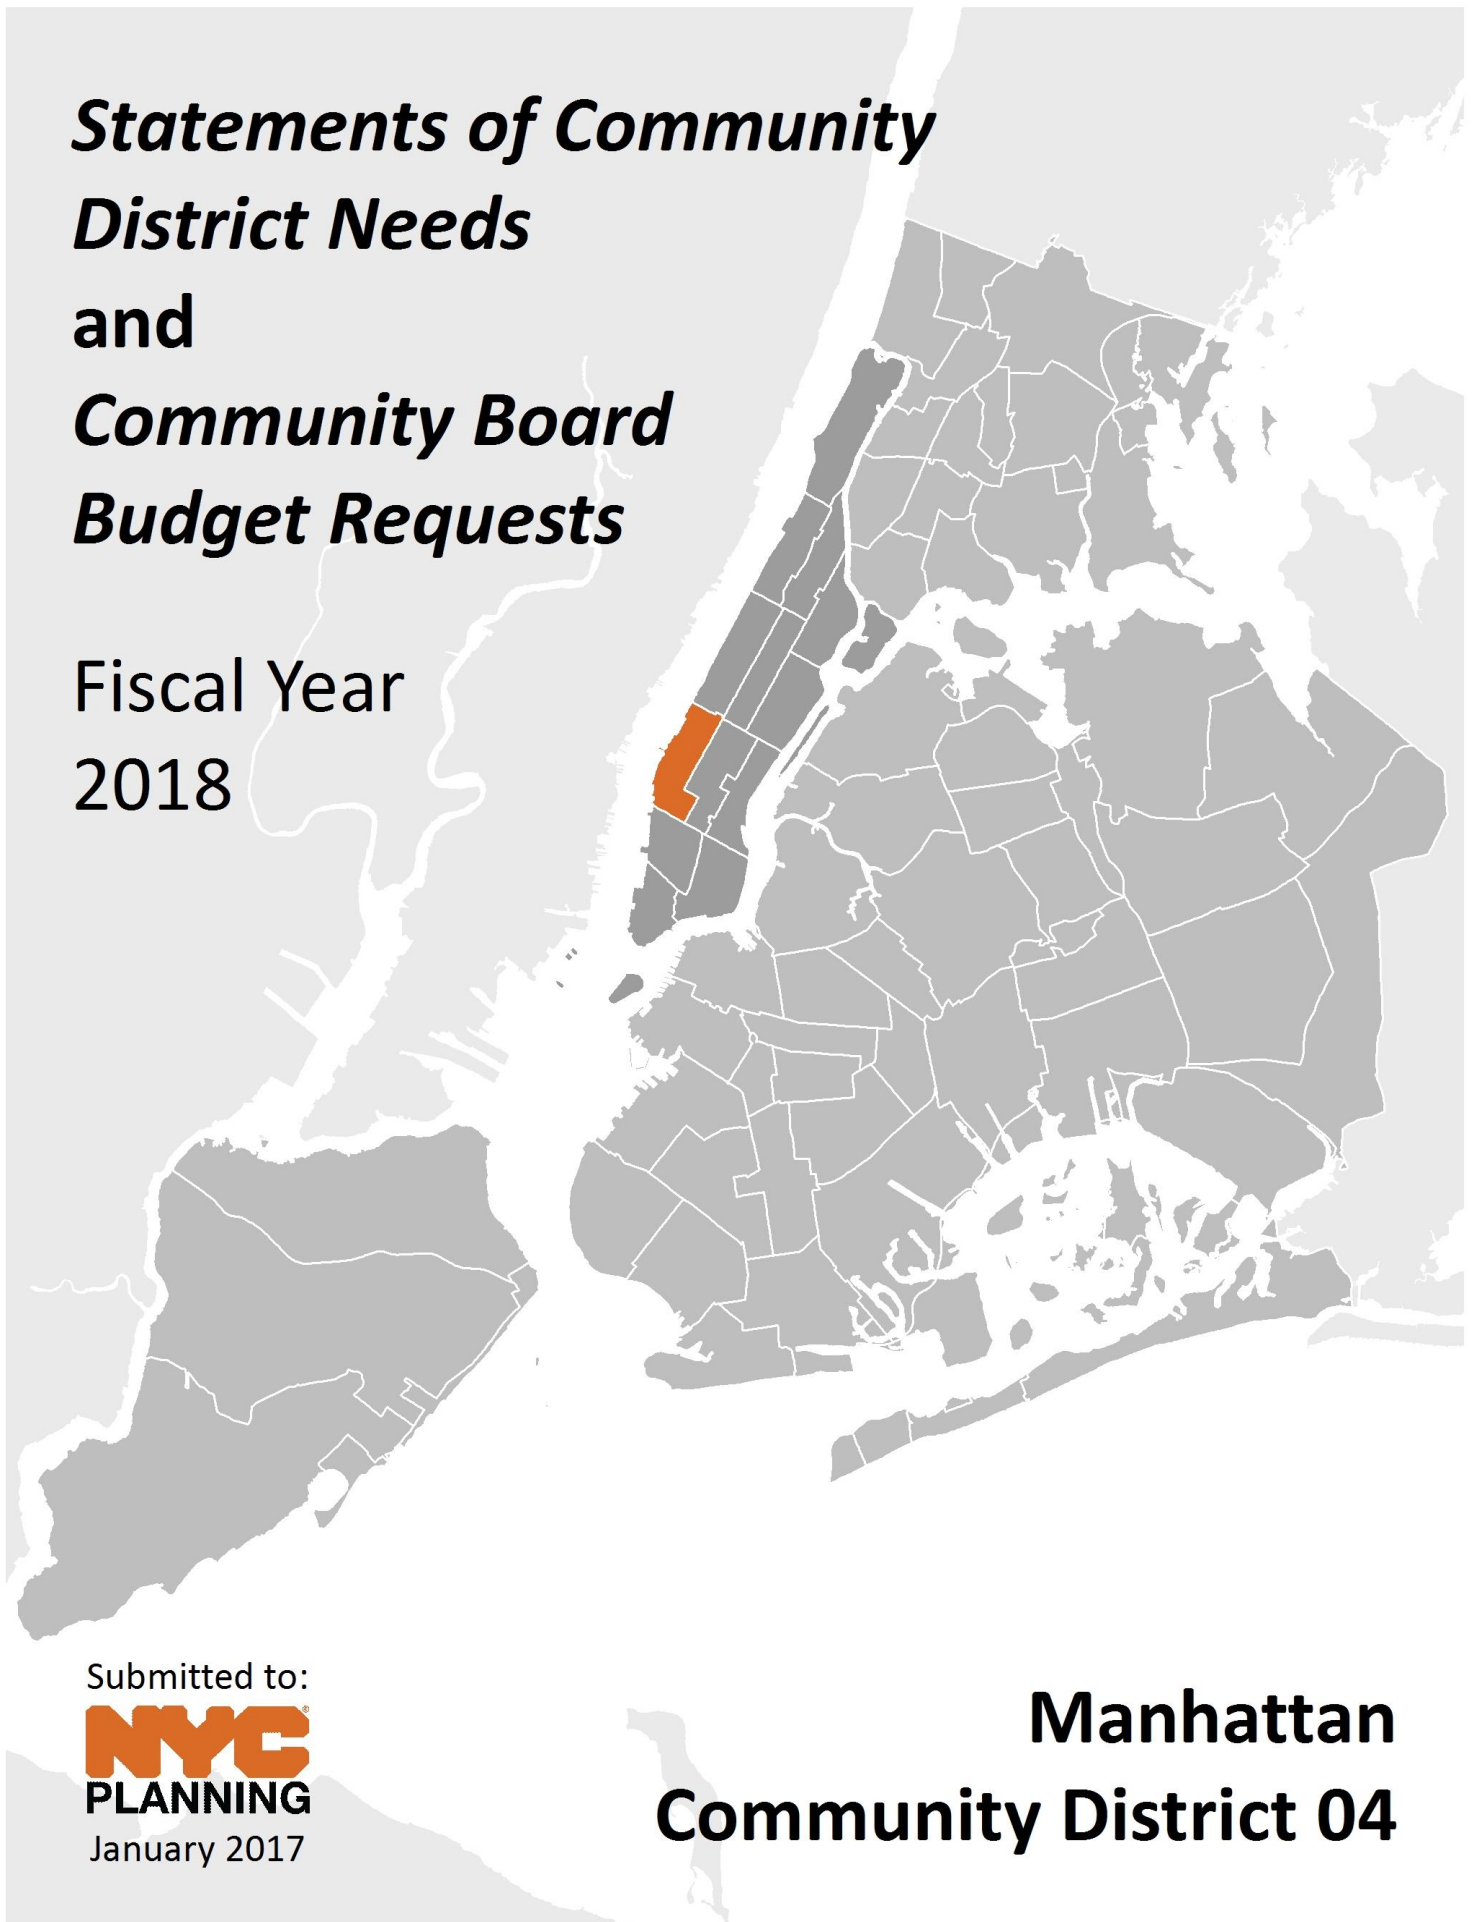 Statements of Community
District Needs
and
Community Board
Budget Requests
Fiscal Year
2018
Submitted to:
NYC®
PLANNING
January 2017
Manhattan
Community District 04